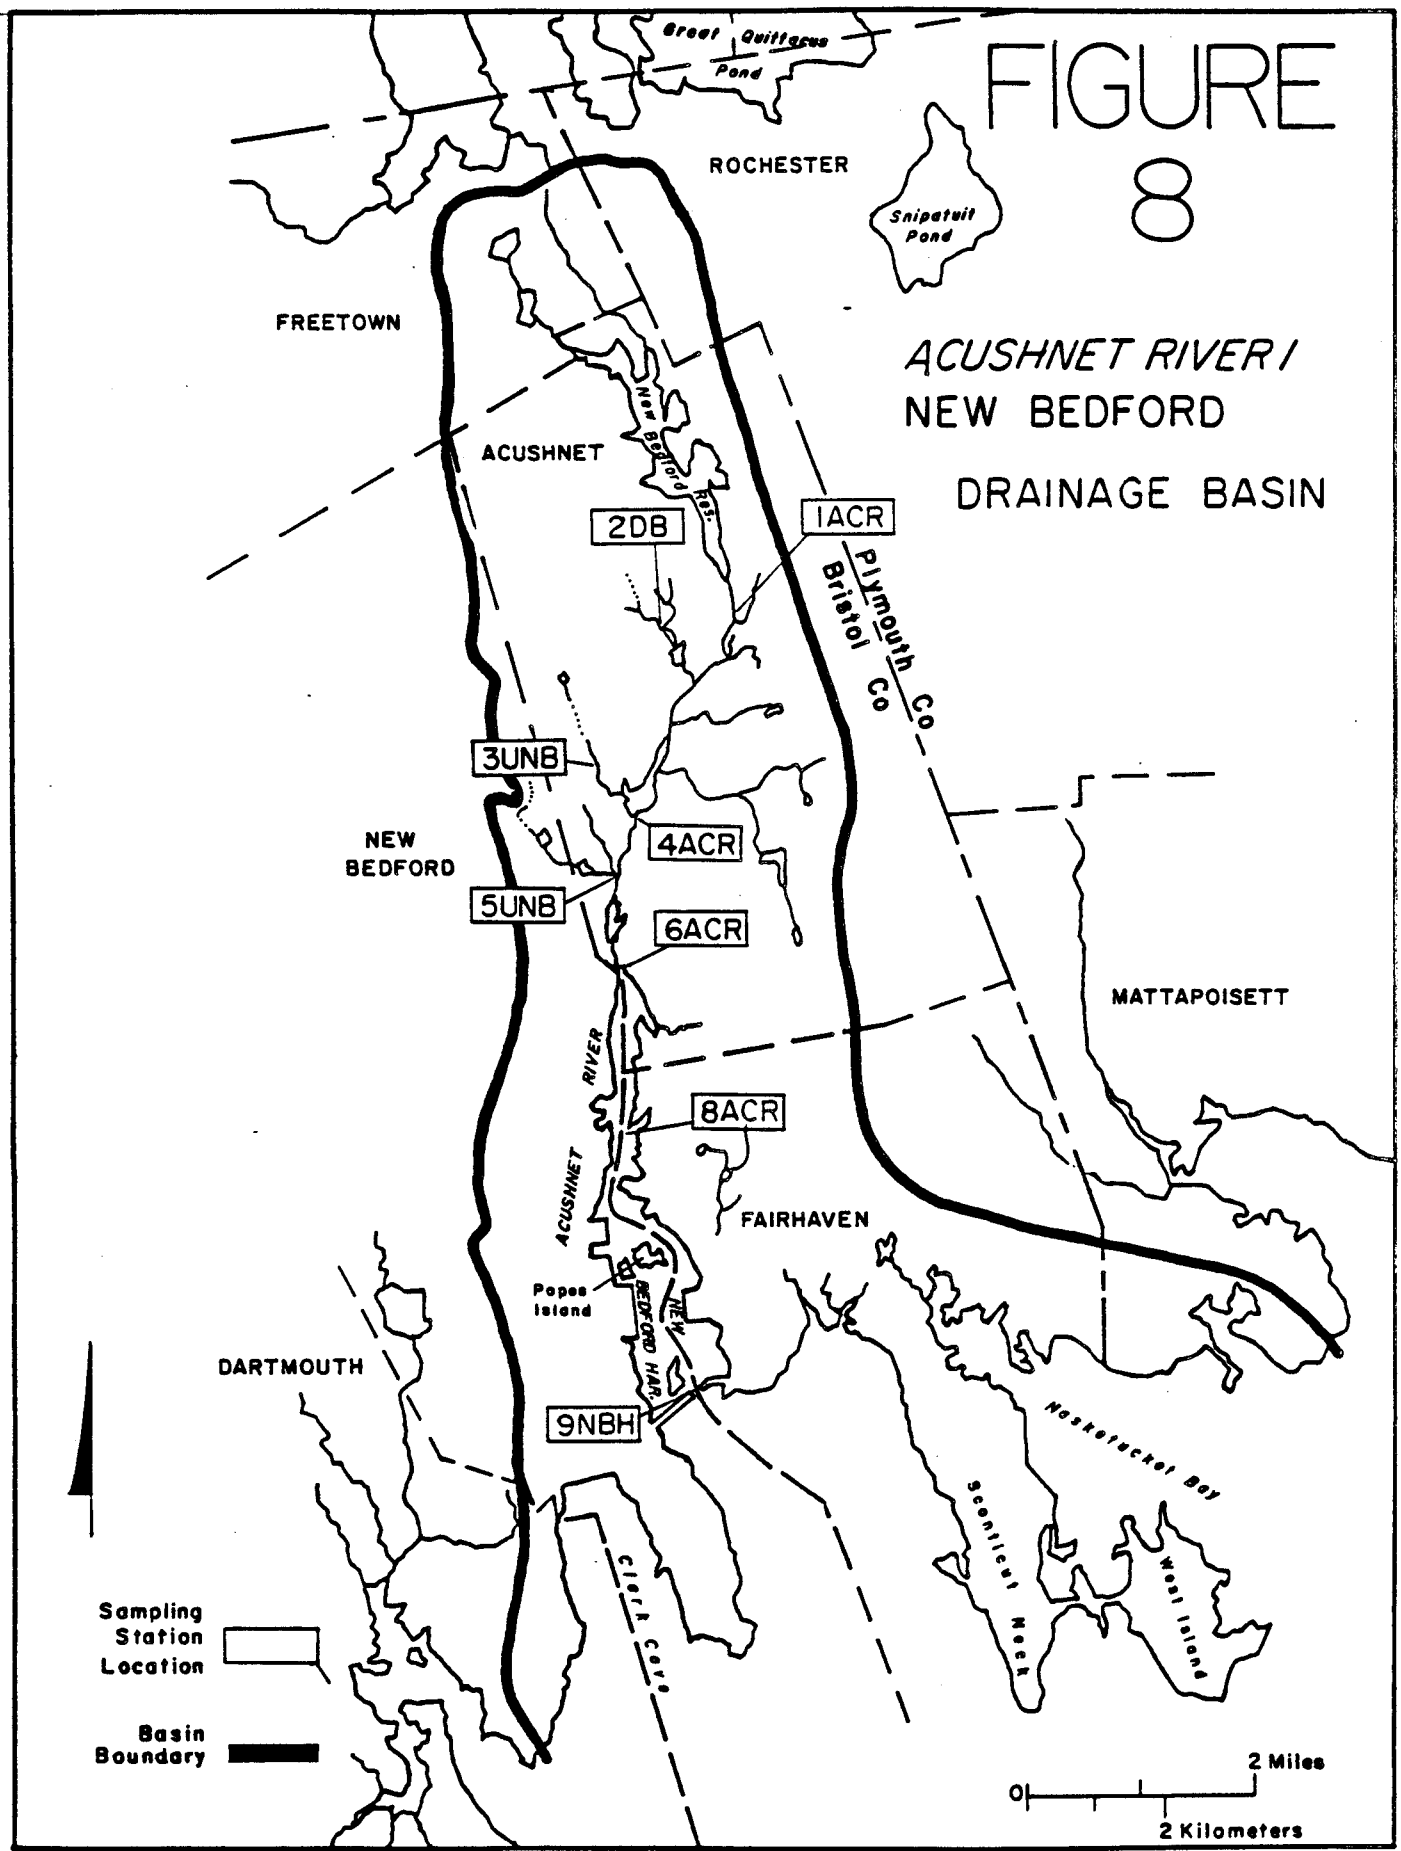 Great Quittacus
Pond
FIGURE
8
ROCHESTER
Snipatuit
Pond
FREETOWN
ACUSHNET RIVER/
NEW BEDFORD
DRAINAGE BASIN
ACUSHNET
New Bedford Res.
2DB
1ACR
Plymouth Co
Bristol Co
3UNB
NEW
BEDFORD
4ACR
5UNB
6ACR
MATTAPOISETT
ACUSHNET RIVER
8ACR
FAIRHAVEN
Popes
Island
NEW
BEDFORD HAR.
DARTMOUTH
9NBH
Nasketucket Bay
Sconticut Neck
West Island
Clark Cove
Sampling
Station
Location
Basin
Boundary
2 Miles
0
2 Kilometers